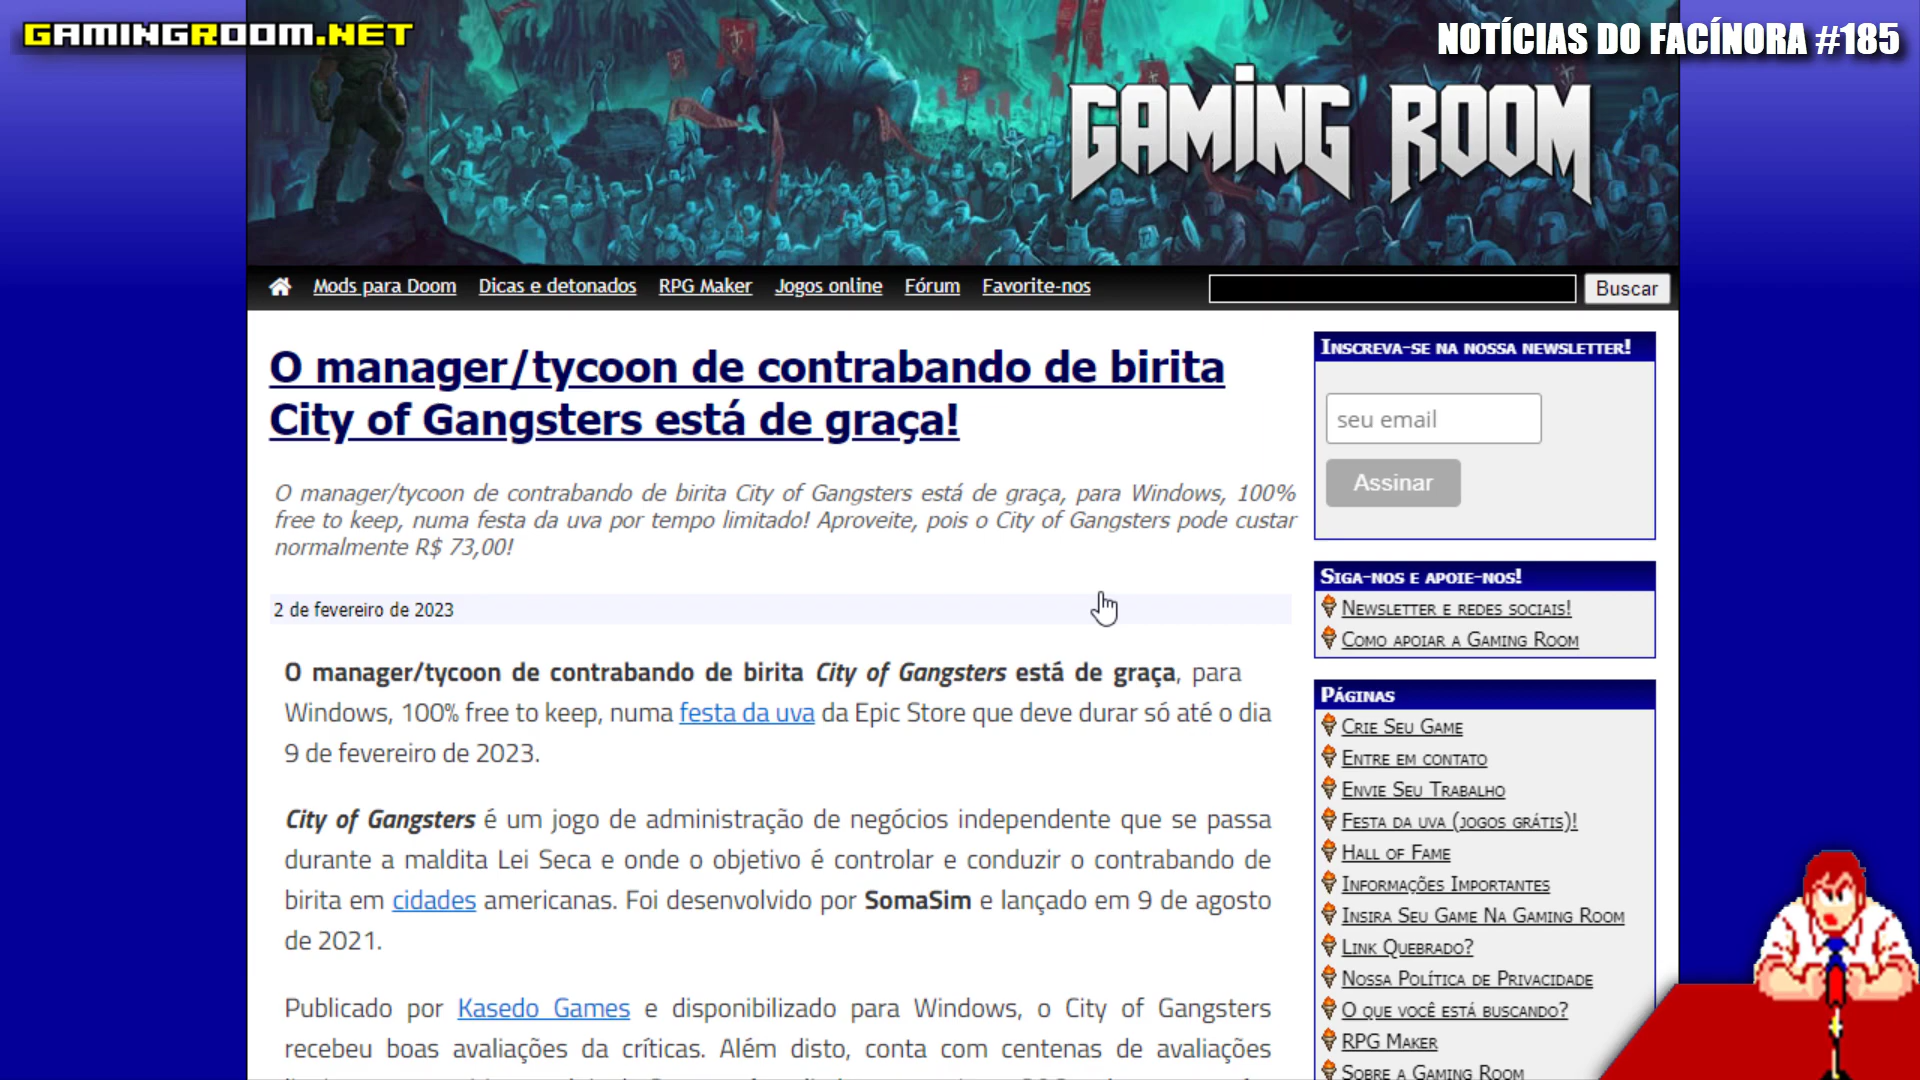 GAMINGROOM.NET
NOTÍCIAS DO FACÍNORA #185
GAMING ROOM
Mods para Doom Dicas e detonados RPG Maker Jogos online Fórum Favorite-nos Buscar
O manager/tycoon de contrabando de birita
City of Gangsters está de graça!
O manager/tycoon de contrabando de birita City of Gangsters está de graça, para Windows, 100%
free to keep, numa festa da uva por tempo limitado! Aproveite, pois o City of Gangsters pode custar
normalmente R$ 73,00!
2 de fevereiro de 2023
O manager/tycoon de contrabando de birita City of Gangsters está de graça, para
Windows, 100% free to keep, numa festa da uva da Epic Store que deve durar só até o dia
9 de fevereiro de 2023.
City of Gangsters é um jogo de administração de negócios independente que se passa
durante a maldita Lei Seca e onde o objetivo é controlar e conduzir o contrabando de
birita em cidades americanas. Foi desenvolvido por SomaSim e lançado em 9 de agosto
de 2021.
Publicado por Kasedo Games e disponibilizado para Windows, o City of Gangsters
recebeu boas avaliações da críticas. Além disto, conta com centenas de avaliações
Inscreva-se na nossa newsletter!
seu email
Assinar
Siga-nos e apoie-nos!
Newsletter e redes sociais!
Como apoiar a Gaming Room
Páginas
Crie Seu Game
Entre em contato
Envie Seu Trabalho
Festa da uva (jogos grátis)!
Hall of Fame
Informações Importantes
Insira Seu Game Na Gaming Room
Link Quebrado?
Nossa Política de Privacidade
O que você está buscando?
RPG Maker
Sobre a Gaming Room